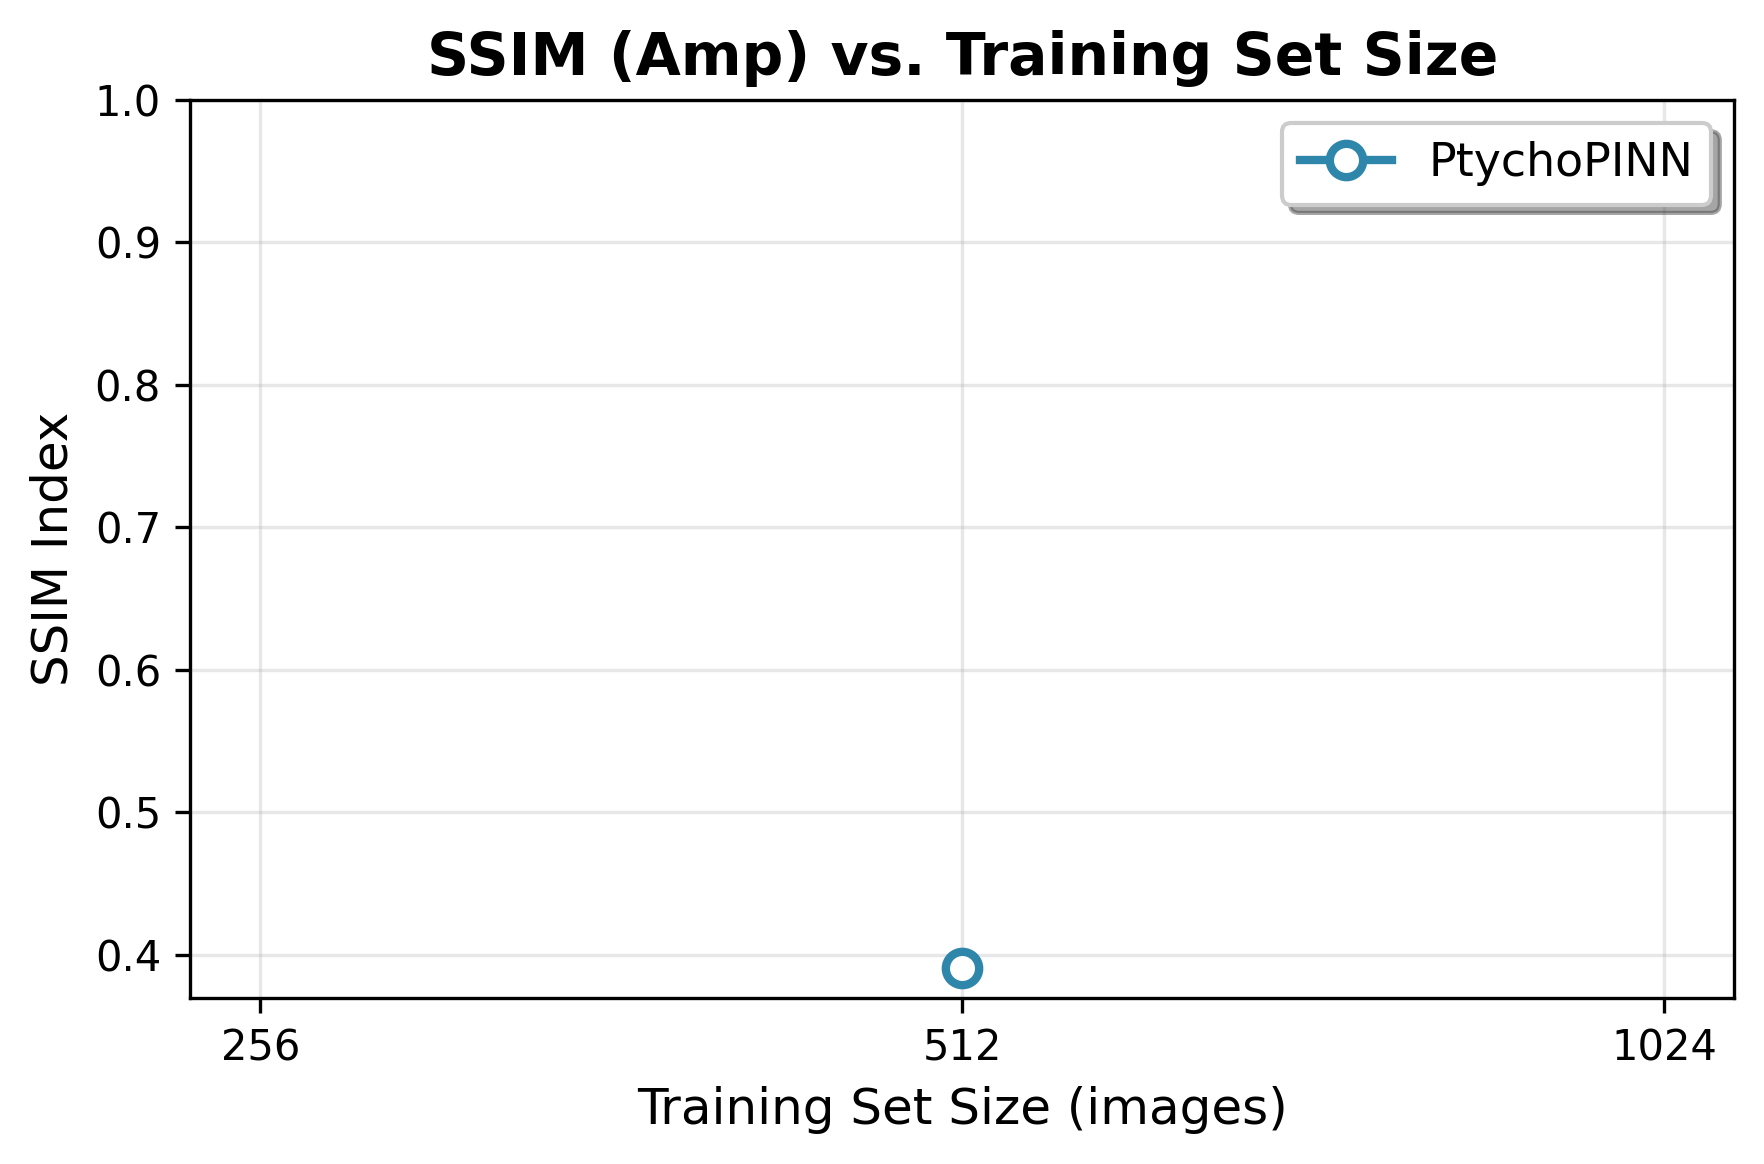 SSIM (Amp) vs. Training Set Size
1.0
0.9
0.8
0.7
0.6
0.5
0.4
SSIM Index
PtychoPINN
256
512
1024
Training Set Size (images)